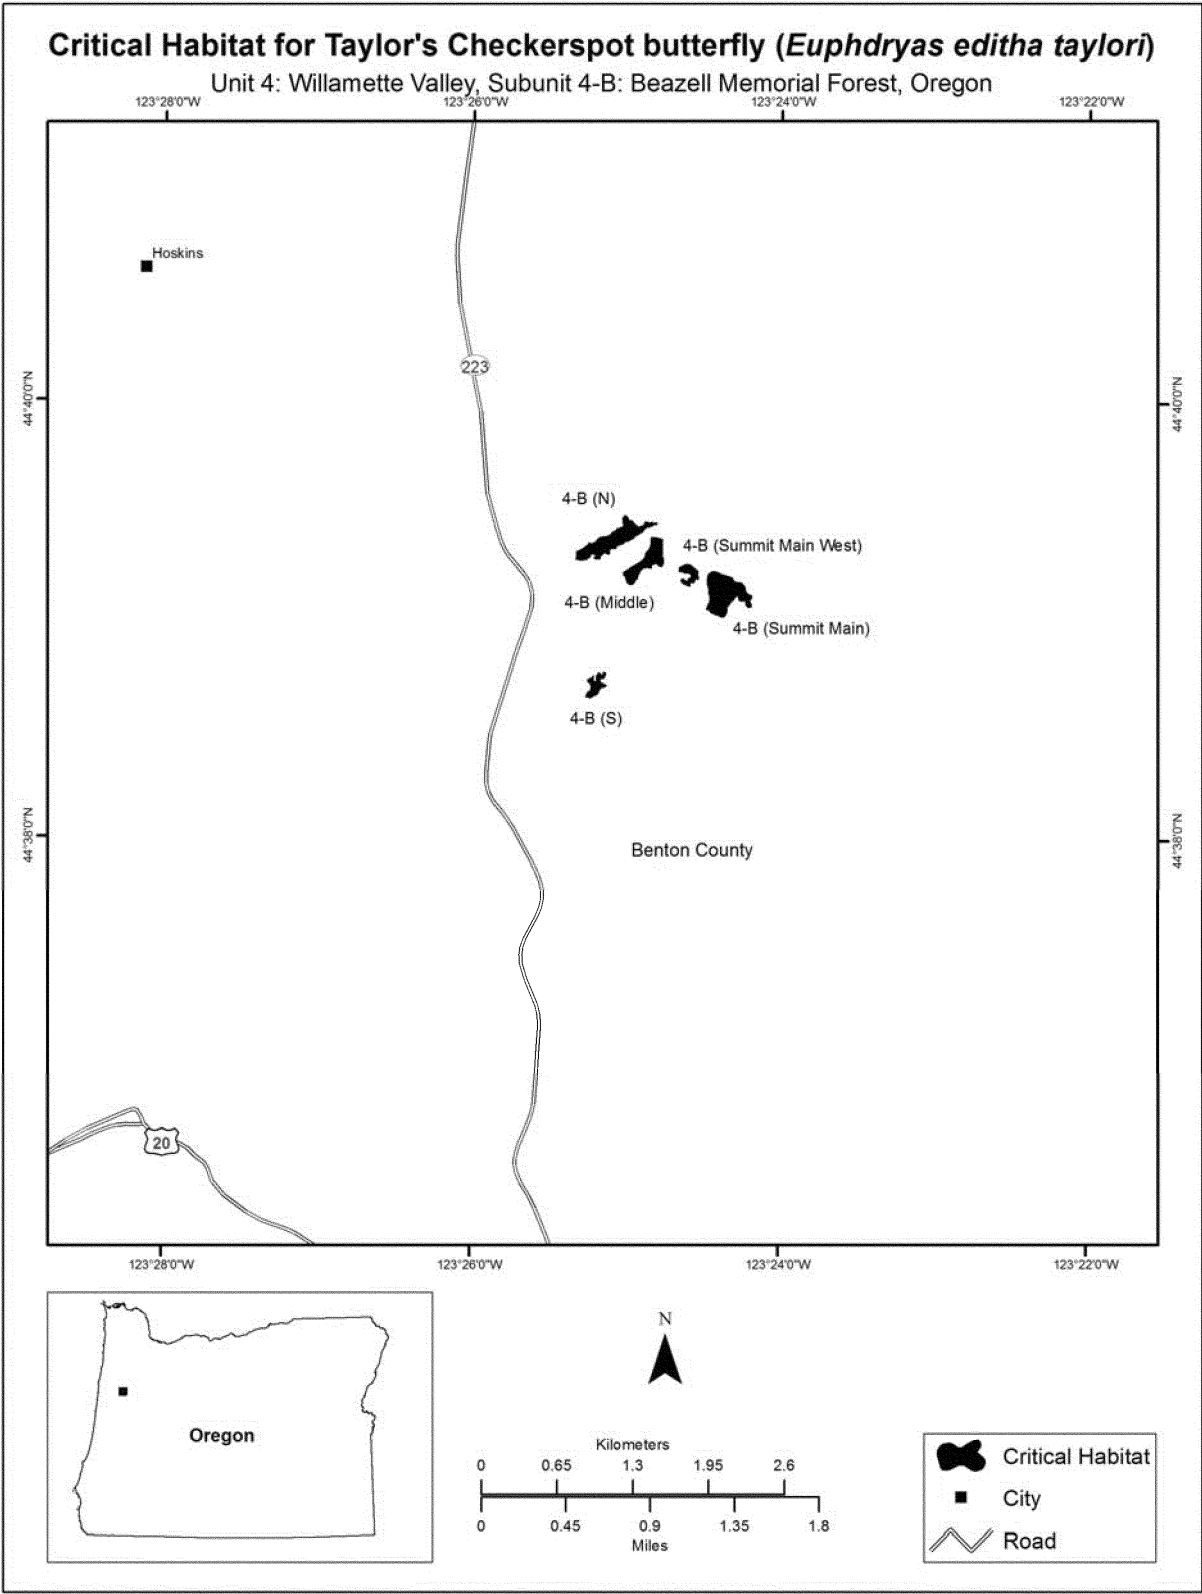 Critical Habitat for Taylor's Checkerspot butterfly (Euphdryas editha taylori)
Unit 4: Willamette Valley, Subunit 4-B: Beazell Memorial Forest, Oregon
123°28'0"W 123°26'0"W 123°24'0"W 123°22'0"W
Hoskins
223
44°40'0"N 44°40'0"N
4-B (N)
4-B (Summit Main West)
4-B (Middle)
4-B (Summit Main)
4-B (S)
44°38'0"N 44°38'0"N
Benton County
20
123°28'0"W 123°26'0"W 123°24'0"W 123°22'0"W
N
Oregon
Kilometers
0 0.65 1.3 1.95 2.6
0 0.45 0.9 1.35 1.8
Miles
Critical Habitat
City
Road